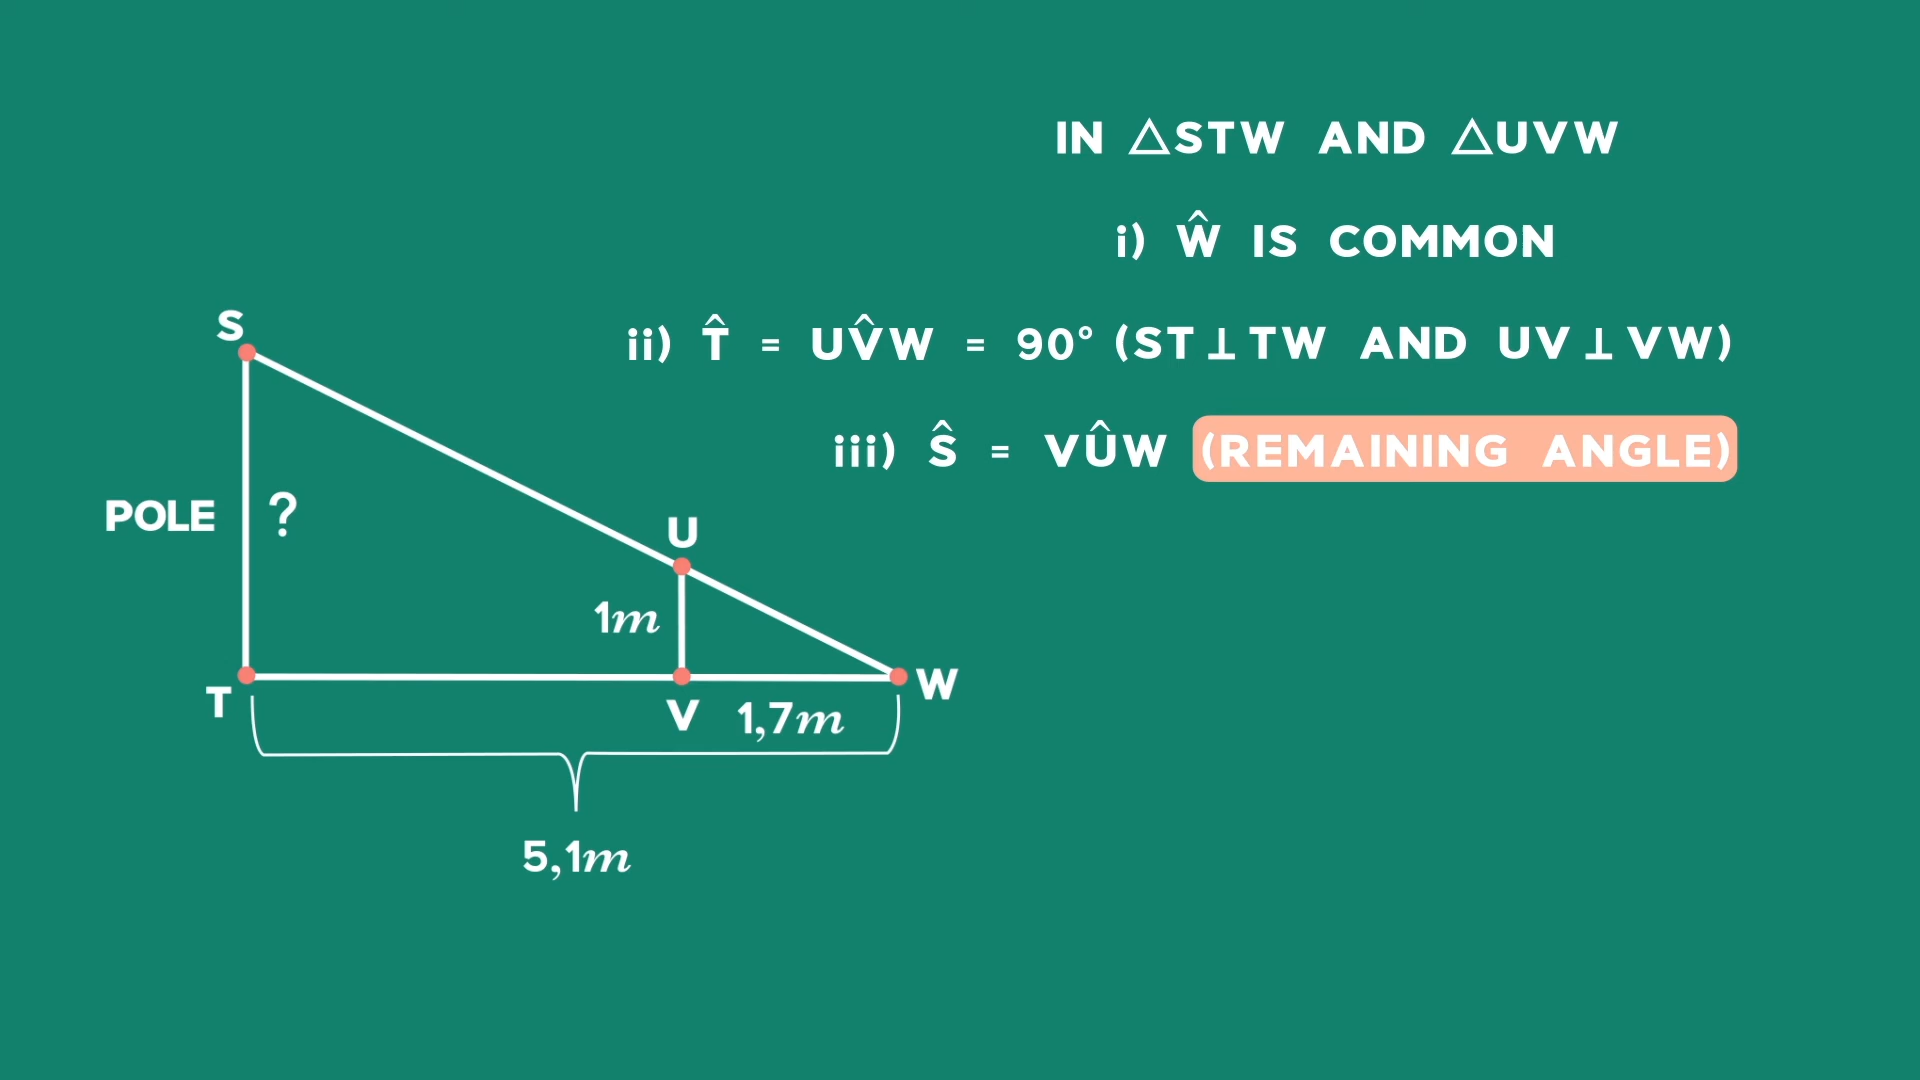 IN △STW AND △UVW
i) Ŵ IS COMMON
ii) T̂ = UV̂W = 90° (ST⊥TW AND UV⊥VW)
iii) Ŝ = VÛW (REMAINING ANGLE)
S
POLE ?
U
1m
T
V
1,7m
W
5,1m